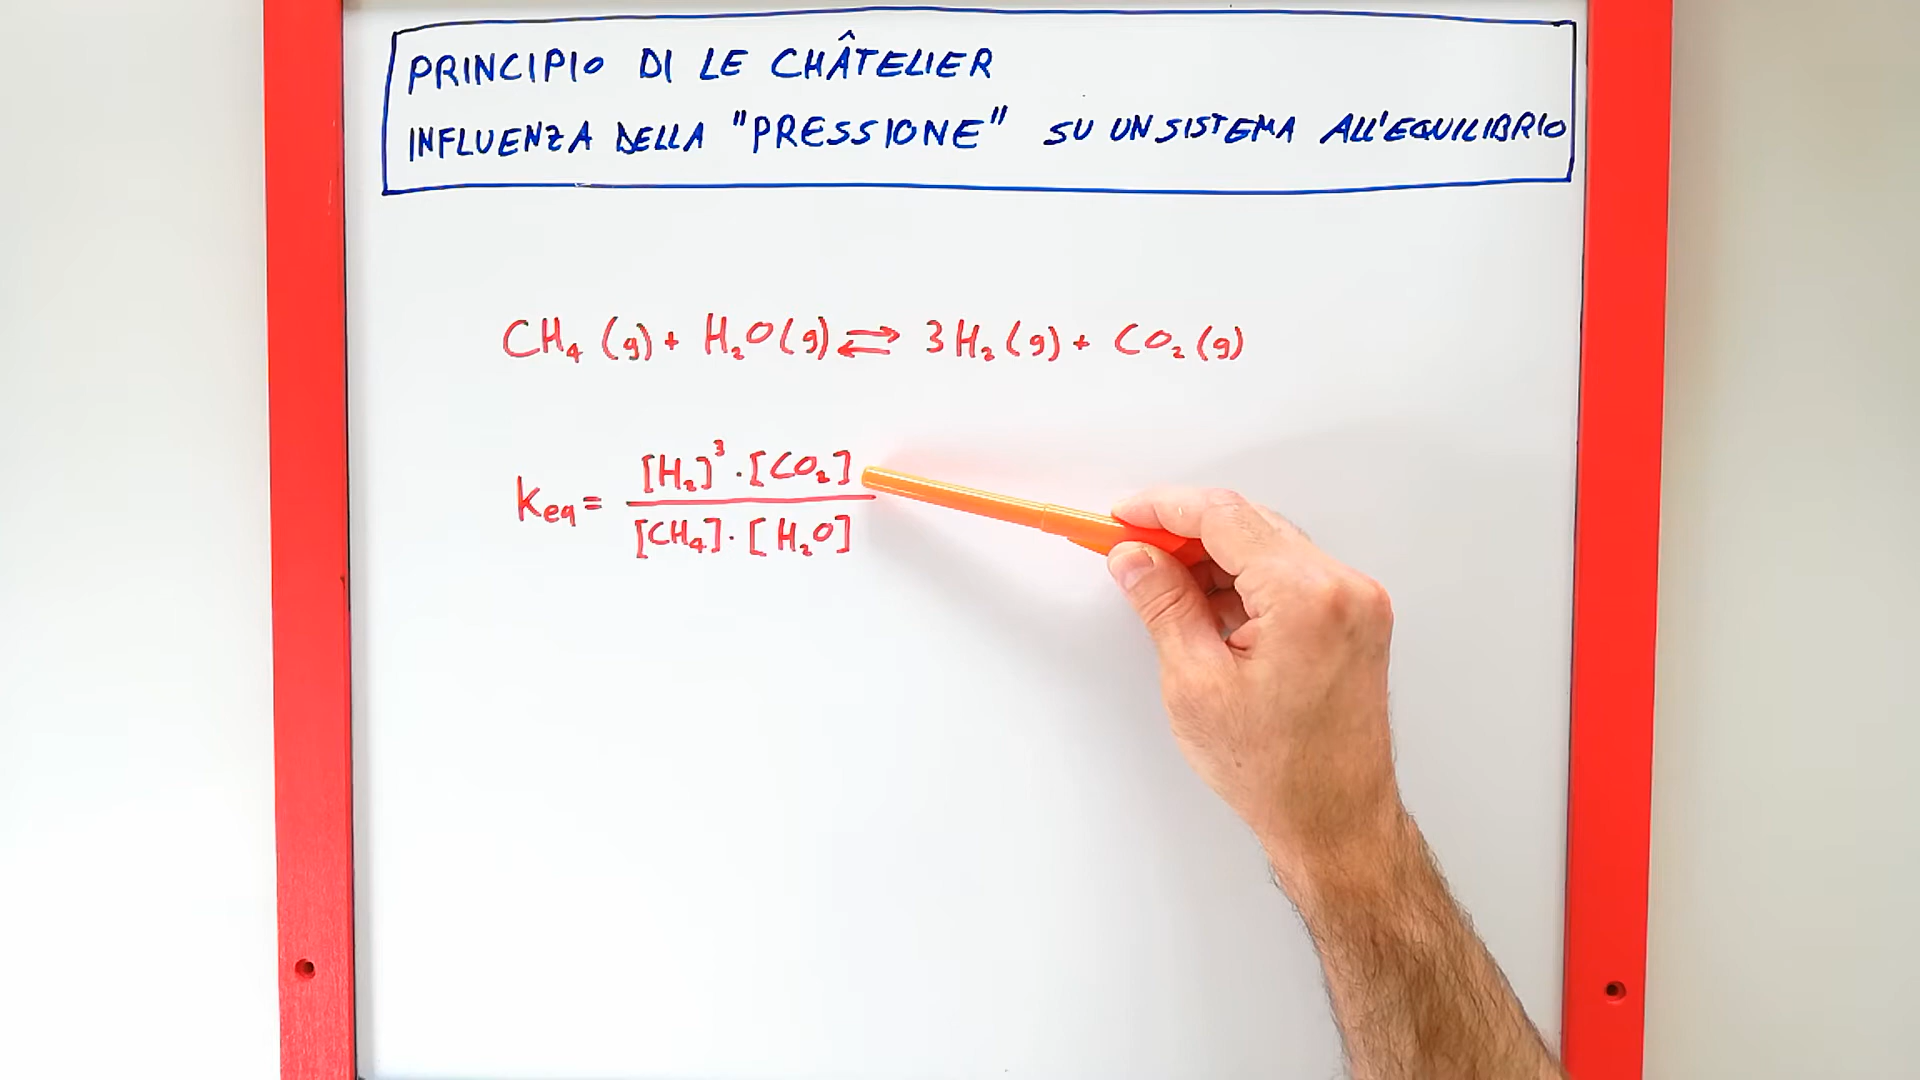 PRINCIPIO DI LE CHÂTELIER
INFLUENZA DELLA "PRESSIONE" SU UN SISTEMA ALL'EQUILIBRIO
CH₄ (g) + H₂O (g) ⇄ 3 H₂ (g) + CO₂ (g)
[H₂]³ · [CO₂]
Keq =
[CH₄] · [H₂O]